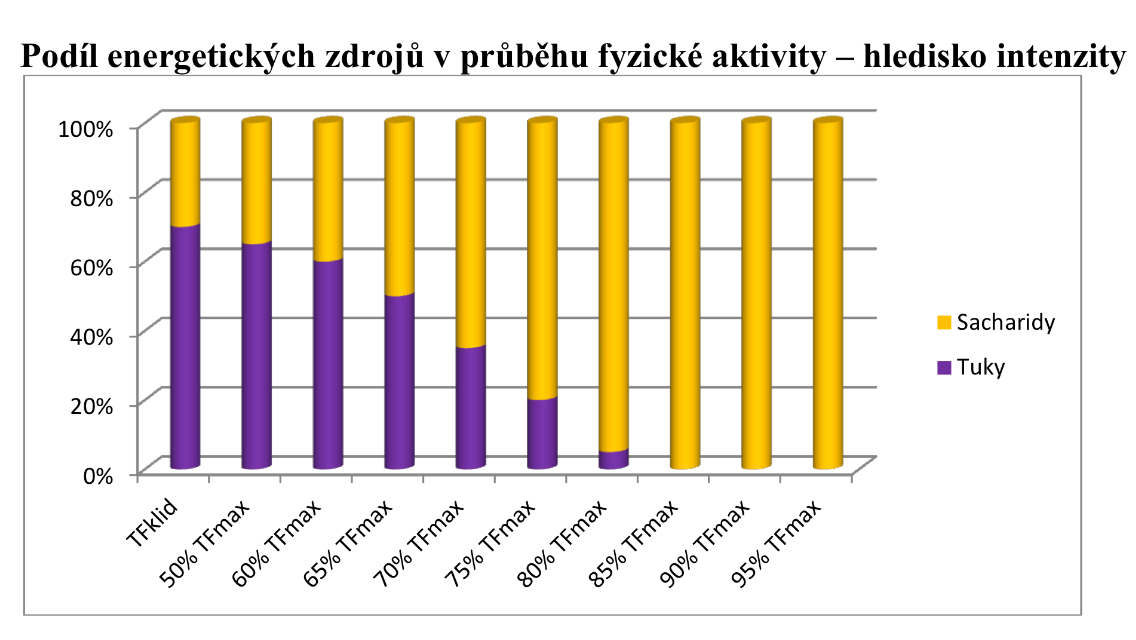 Podíl energetických zdrojů v průběhu fyzické aktivity – hledisko intenzity
100%
80%
60%
40%
20%
0%
TFklid
50% TFmax
60% TFmax
65% TFmax
70% TFmax
75% TFmax
80% TFmax
85% TFmax
90% TFmax
95% TFmax
Sacharidy
Tuky